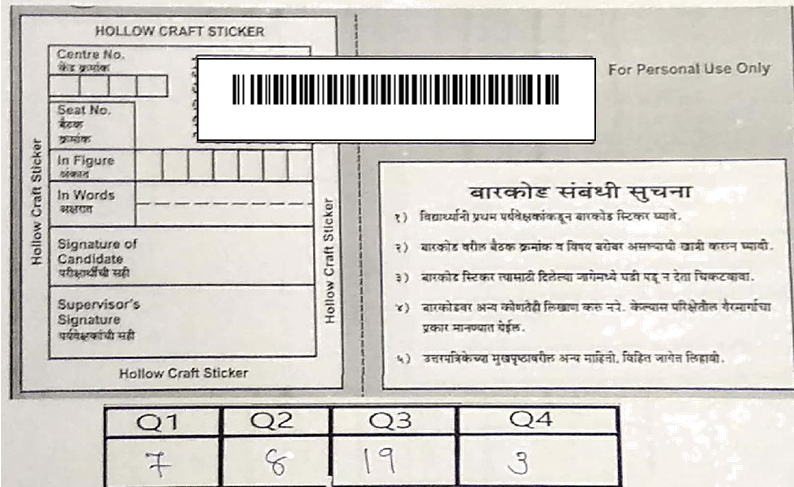 HOLLOW CRAFT STICKER
Centre No.
केंद्र क्रमांक
Seat No.
बैठक
क्रमांक
In Figure
अंकात
In Words
अक्षरात
Signature of
Candidate
परीक्षार्थीची सही
Supervisor's
Signature
पर्यवेक्षकांची सही
Hollow Craft Sticker
Hollow Craft Sticker
Hollow Craft Sticker
For Personal Use Only
बारकोड संबंधी सुचना
१) विद्यार्थ्यांनी प्रथम पर्यवेक्षकांकडून बारकोड स्टिकर घ्यावे.
२) बारकोड वरील बैठक क्रमांक व विषय बरोबर असल्याची खात्री करून घ्यावी.
३) बारकोड स्टिकर त्यासाठी दिलेल्या जागेमध्ये घडी पडू न देता चिकटवावा.
४) बारकोडवर अन्य कोणतेही लिखाण करु नये. केल्यास परिक्षेतील गैरमार्गाचा
प्रकार मानण्यात येईल.
५) उत्तरपत्रिकेच्या मुखपृष्ठावरील अन्य माहिती, विहित जागेत लिहावी.
Q1 Q2 Q3 Q4
7 8 19 3